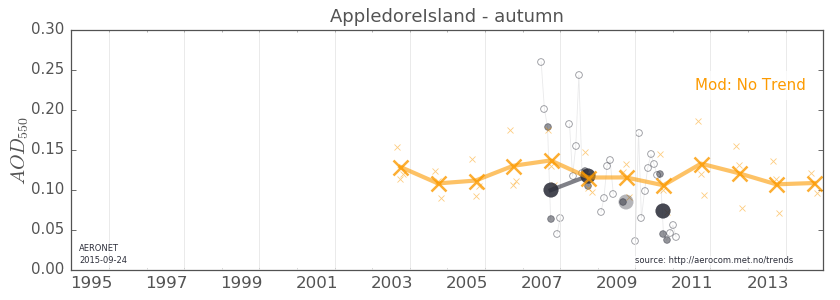 AppledoreIsland - autumn
0.30
0.25
0.20
0.15
0.10
0.05
0.00
AOD550
Mod: No Trend
AERONET
2015-09-24
source: http://aerocom.met.no/trends
1995 1997 1999 2001 2003 2005 2007 2009 2011 2013